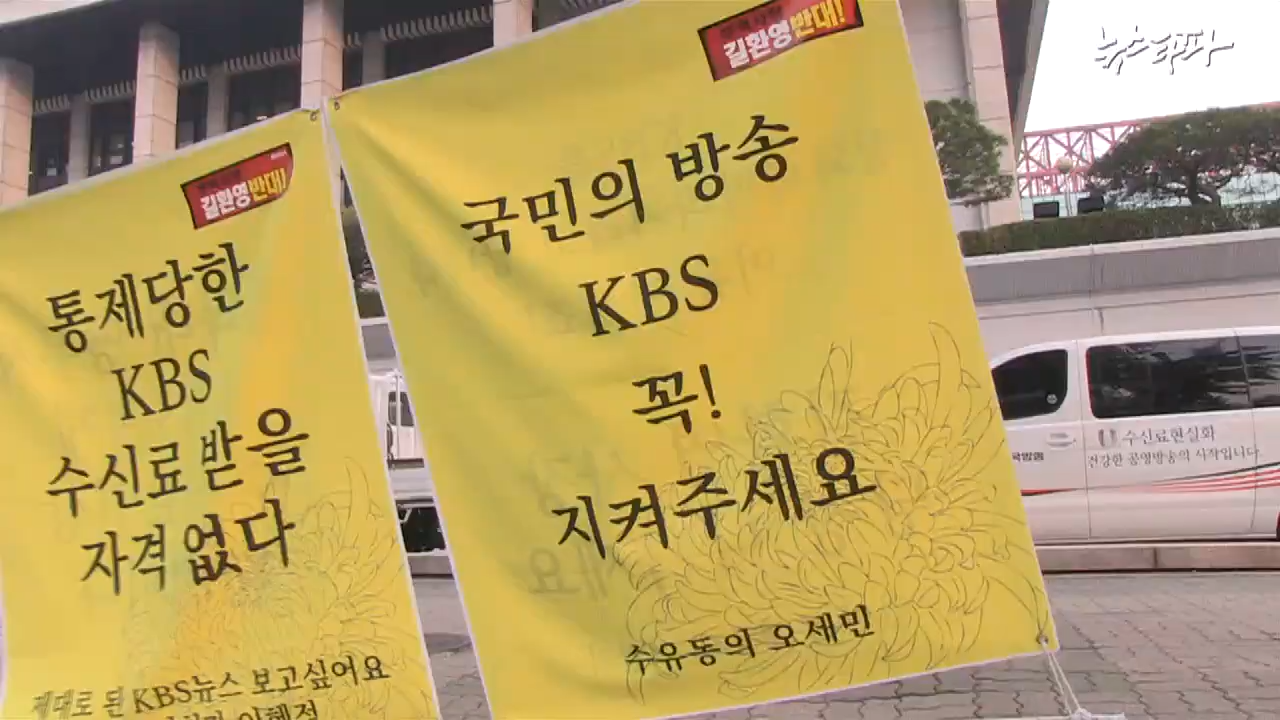 뉴스타파
길환영반대!
통제당한
KBS
수신료 받을
자격 없다
제대로 된 KBS뉴스 보고싶어요
길환영반대!
국민의 방송
KBS
꼭!
지켜주세요
수유동의 오세민
수신료현실화
건강한 공영방송의 시작입니다